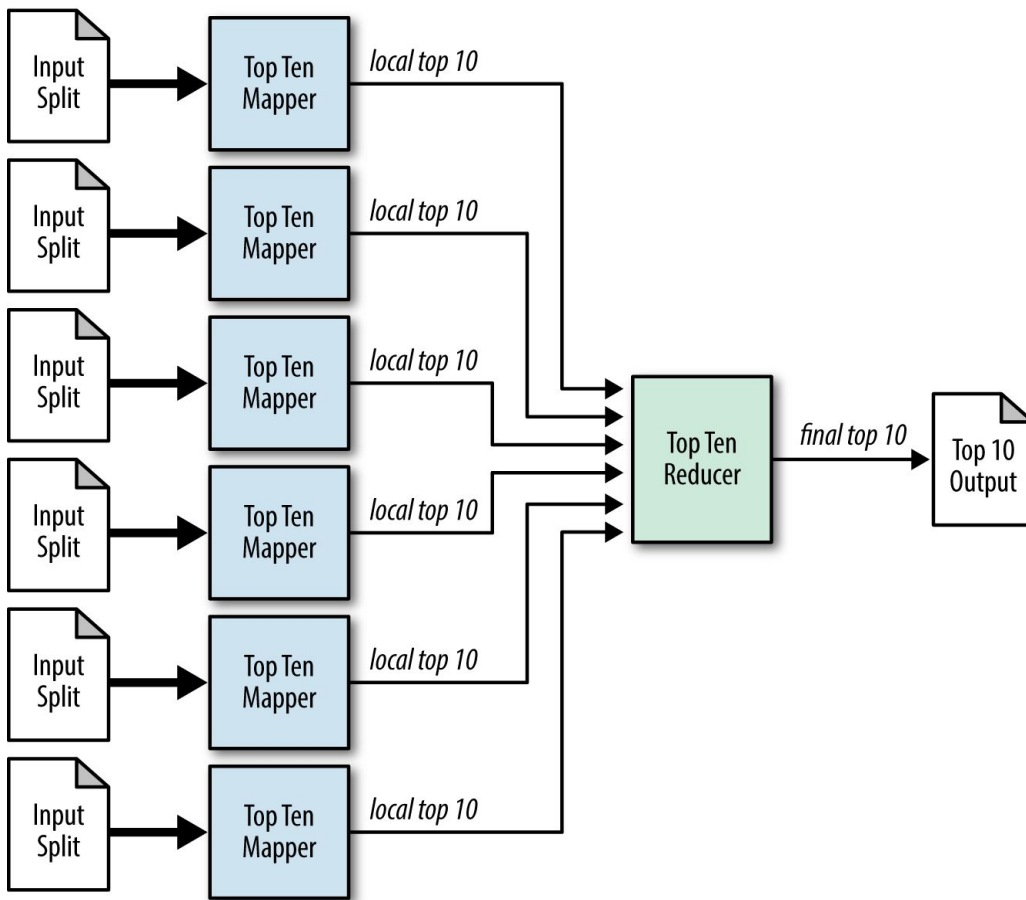 Input
Split
Top Ten
Mapper
local top 10
Input
Split
Top Ten
Mapper
local top 10
Input
Split
Top Ten
Mapper
local top 10
Input
Split
Top Ten
Mapper
local top 10
Input
Split
Top Ten
Mapper
local top 10
Input
Split
Top Ten
Mapper
local top 10
Top Ten
Reducer
final top 10
Top 10
Output